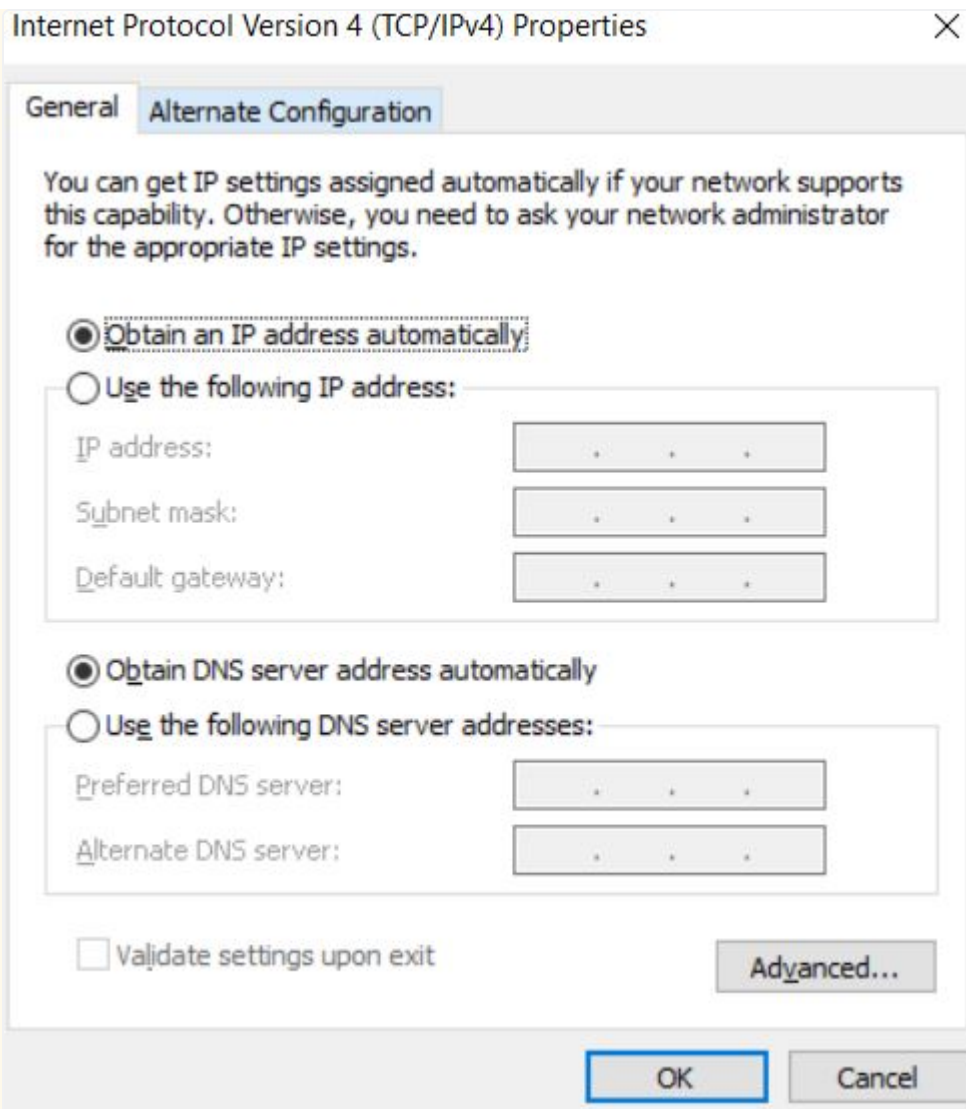 Internet Protocol Version 4 (TCP/IPv4) Properties
General
Alternate Configuration
You can get IP settings assigned automatically if your network supports
this capability. Otherwise, you need to ask your network administrator
for the appropriate IP settings.
Obtain an IP address automatically
Use the following IP address:
IP address:
Subnet mask:
Default gateway:
Obtain DNS server address automatically
Use the following DNS server addresses:
Preferred DNS server:
Alternate DNS server:
Validate settings upon exit
Advanced...
OK
Cancel